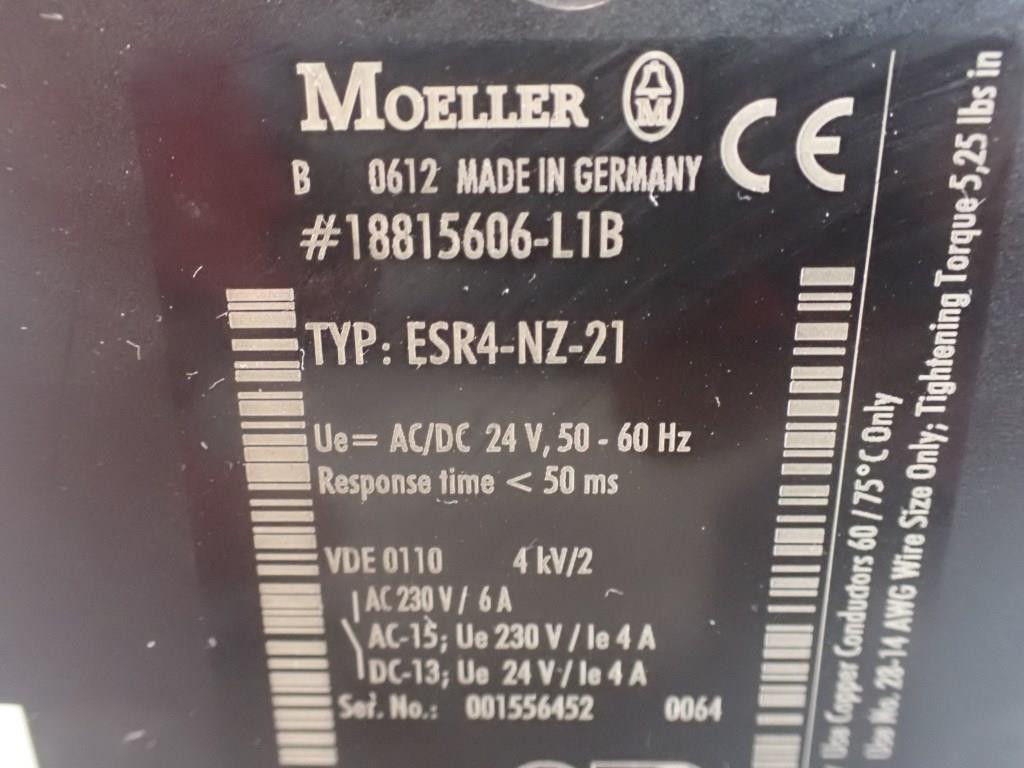 MOELLER M CE
B 0612 MADE IN GERMANY
#18815606-L1B
TYP: ESR4-NZ-21
Ue= AC/DC 24 V, 50 - 60 Hz
Response time < 50 ms
VDE 0110 4 kV/2
AC 230 V / 6 A
AC-15; Ue 230 V / Ie 4 A
DC-13; Ue 24 V / Ie 4 A
Ser. No.: 001556452 0064
Use Copper Conductors 60 / 75°C Only
Use No. 28-14 AWG Wire Size Only; Tightening Torque 5,25 lbs in